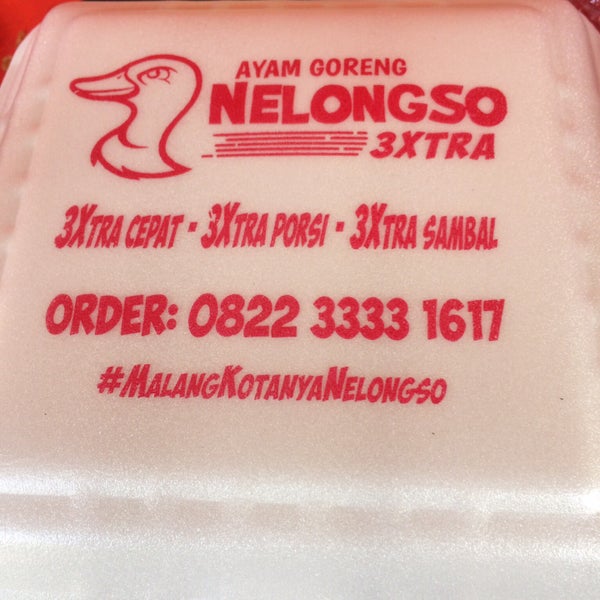 AYAM GORENG
NELONGSO
3XTRA
3XTRA CEPAT · 3XTRA PORSI · 3XTRA SAMBAL
ORDER: 0822 3333 1617
#MALANGKOTANYANELONGSO